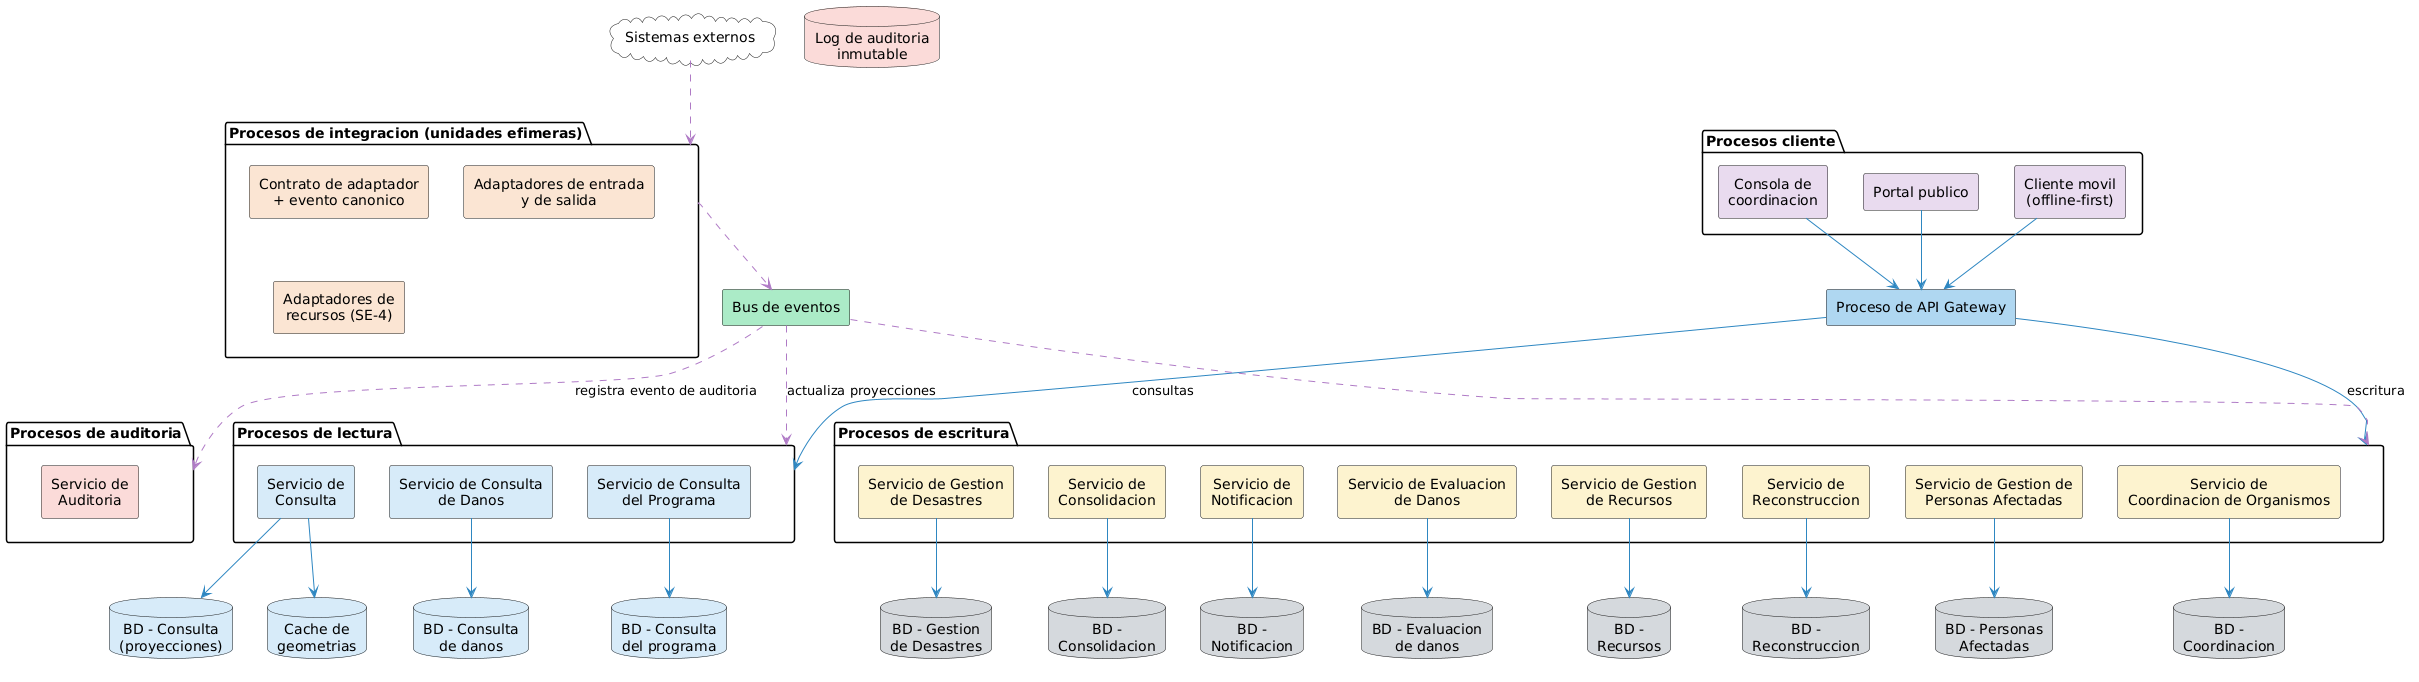 Sistemas externos
Log de auditoria
inmutable
Procesos de integracion (unidades efimeras)
Contrato de adaptador
+ evento canonico
Adaptadores de entrada
y de salida
Adaptadores de
recursos (SE-4)
Procesos cliente
Consola de
coordinacion
Portal publico
Cliente movil
(offline-first)
Bus de eventos
Proceso de API Gateway
registra evento de auditoria
actualiza proyecciones
consultas
escritura
Procesos de auditoria
Servicio de
Auditoria
Procesos de lectura
Servicio de
Consulta
Servicio de Consulta
de Danos
Servicio de Consulta
del Programa
Procesos de escritura
Servicio de Gestion
de Desastres
Servicio de
Consolidacion
Servicio de
Notificacion
Servicio de Evaluacion
de Danos
Servicio de Gestion
de Recursos
Servicio de
Reconstruccion
Servicio de Gestion de
Personas Afectadas
Servicio de
Coordinacion de Organismos
BD - Consulta
(proyecciones)
Cache de
geometrias
BD - Consulta
de danos
BD - Consulta
del programa
BD - Gestion
de Desastres
BD -
Consolidacion
BD -
Notificacion
BD - Evaluacion
de danos
BD -
Recursos
BD -
Reconstruccion
BD - Personas
Afectadas
BD -
Coordinacion